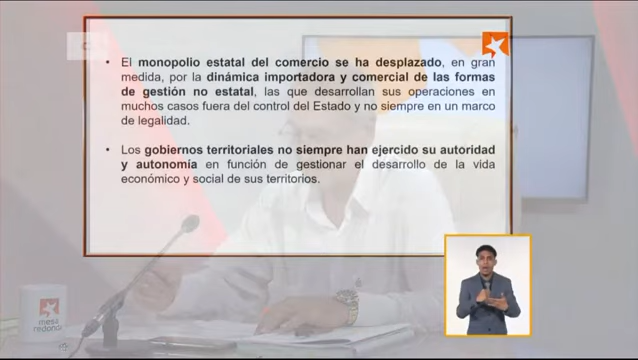 • El monopolio estatal del comercio se ha desplazado, en gran
medida, por la dinámica importadora y comercial de las formas
de gestión no estatal, las que desarrollan sus operaciones en
muchos casos fuera del control del Estado y no siempre en un marco
de legalidad.
• Los gobiernos territoriales no siempre han ejercido su autoridad
y autonomía en función de gestionar el desarrollo de la vida
económico y social de sus territorios.
mesa
redonda